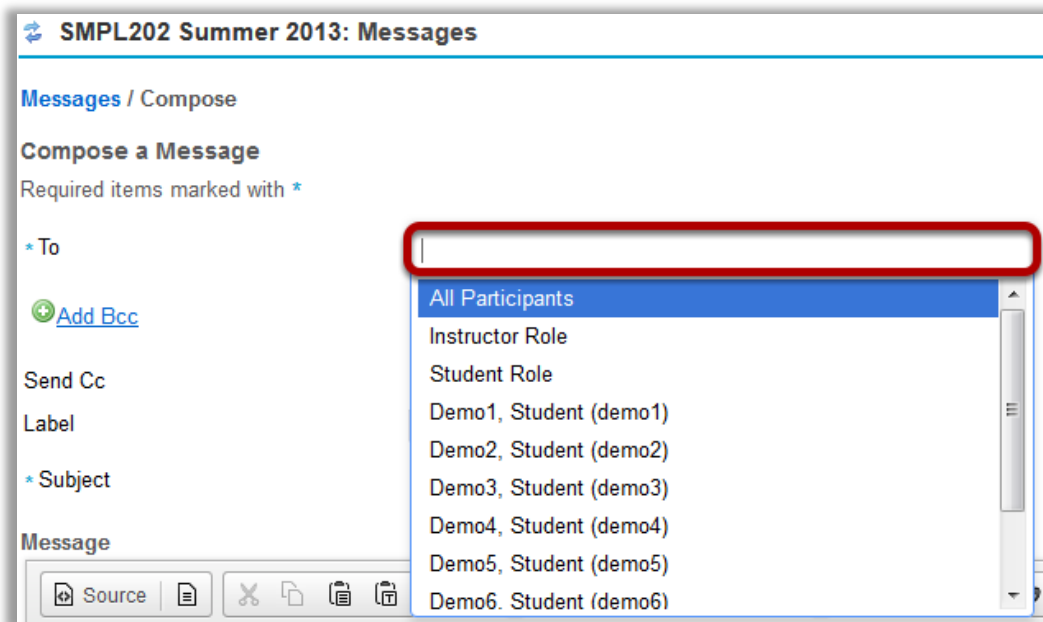 SMPL202 Summer 2013: Messages
Messages / Compose
Compose a Message
Required items marked with *
* To
All Participants
Instructor Role
Student Role
Demo1, Student (demo1)
Demo2, Student (demo2)
Demo3, Student (demo3)
Demo4, Student (demo4)
Demo5, Student (demo5)
Demo6, Student (demo6)
Add Bcc
Send Cc
Label
* Subject
Message
Source